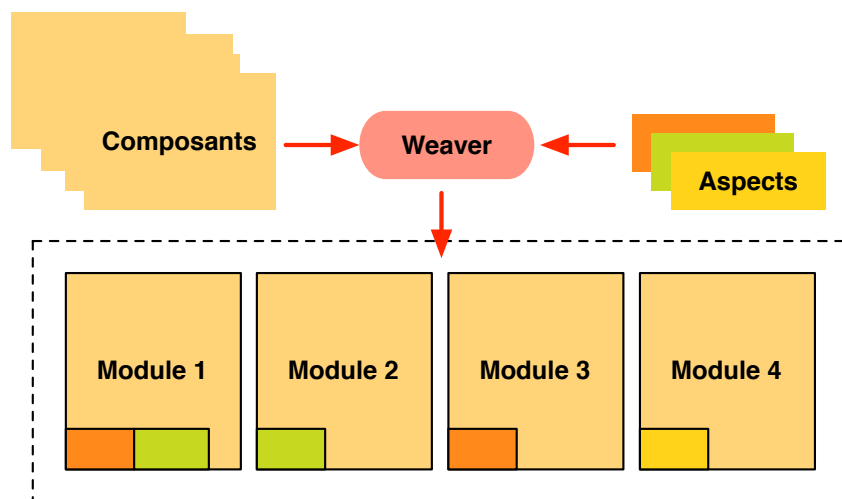 Composants
Weaver
Aspects
Module 1
Module 2
Module 3
Module 4